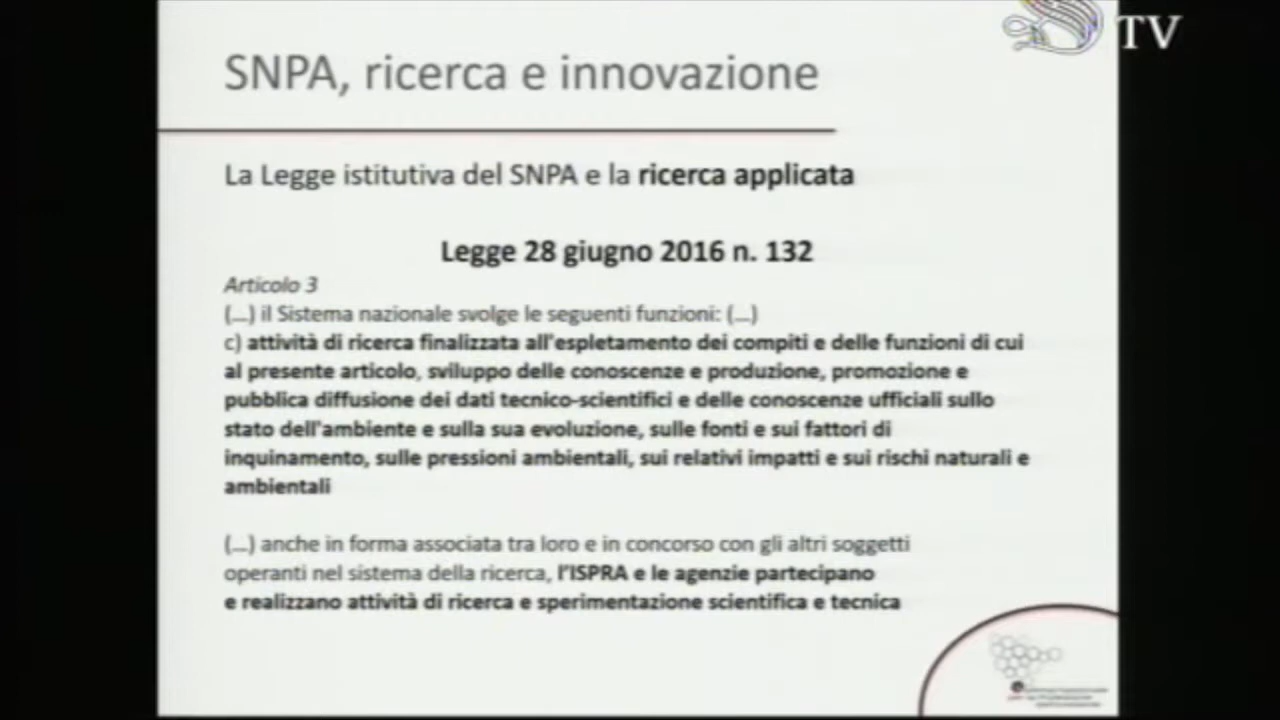 TV
SNPA, ricerca e innovazione
La Legge istitutiva del SNPA e la ricerca applicata
Legge 28 giugno 2016 n. 132
Articolo 3
(...) il Sistema nazionale svolge le seguenti funzioni: (...)
c) attività di ricerca finalizzata all'espletamento dei compiti e delle funzioni di cui
al presente articolo, sviluppo delle conoscenze e produzione, promozione e
pubblica diffusione dei dati tecnico-scientifici e delle conoscenze ufficiali sullo
stato dell'ambiente e sulla sua evoluzione, sulle fonti e sui fattori di
inquinamento, sulle pressioni ambientali, sui relativi impatti e sui rischi naturali e
ambientali
(...) anche in forma associata tra loro e in concorso con gli altri soggetti
operanti nel sistema della ricerca, l'ISPRA e le agenzie partecipano
e realizzano attività di ricerca e sperimentazione scientifica e tecnica